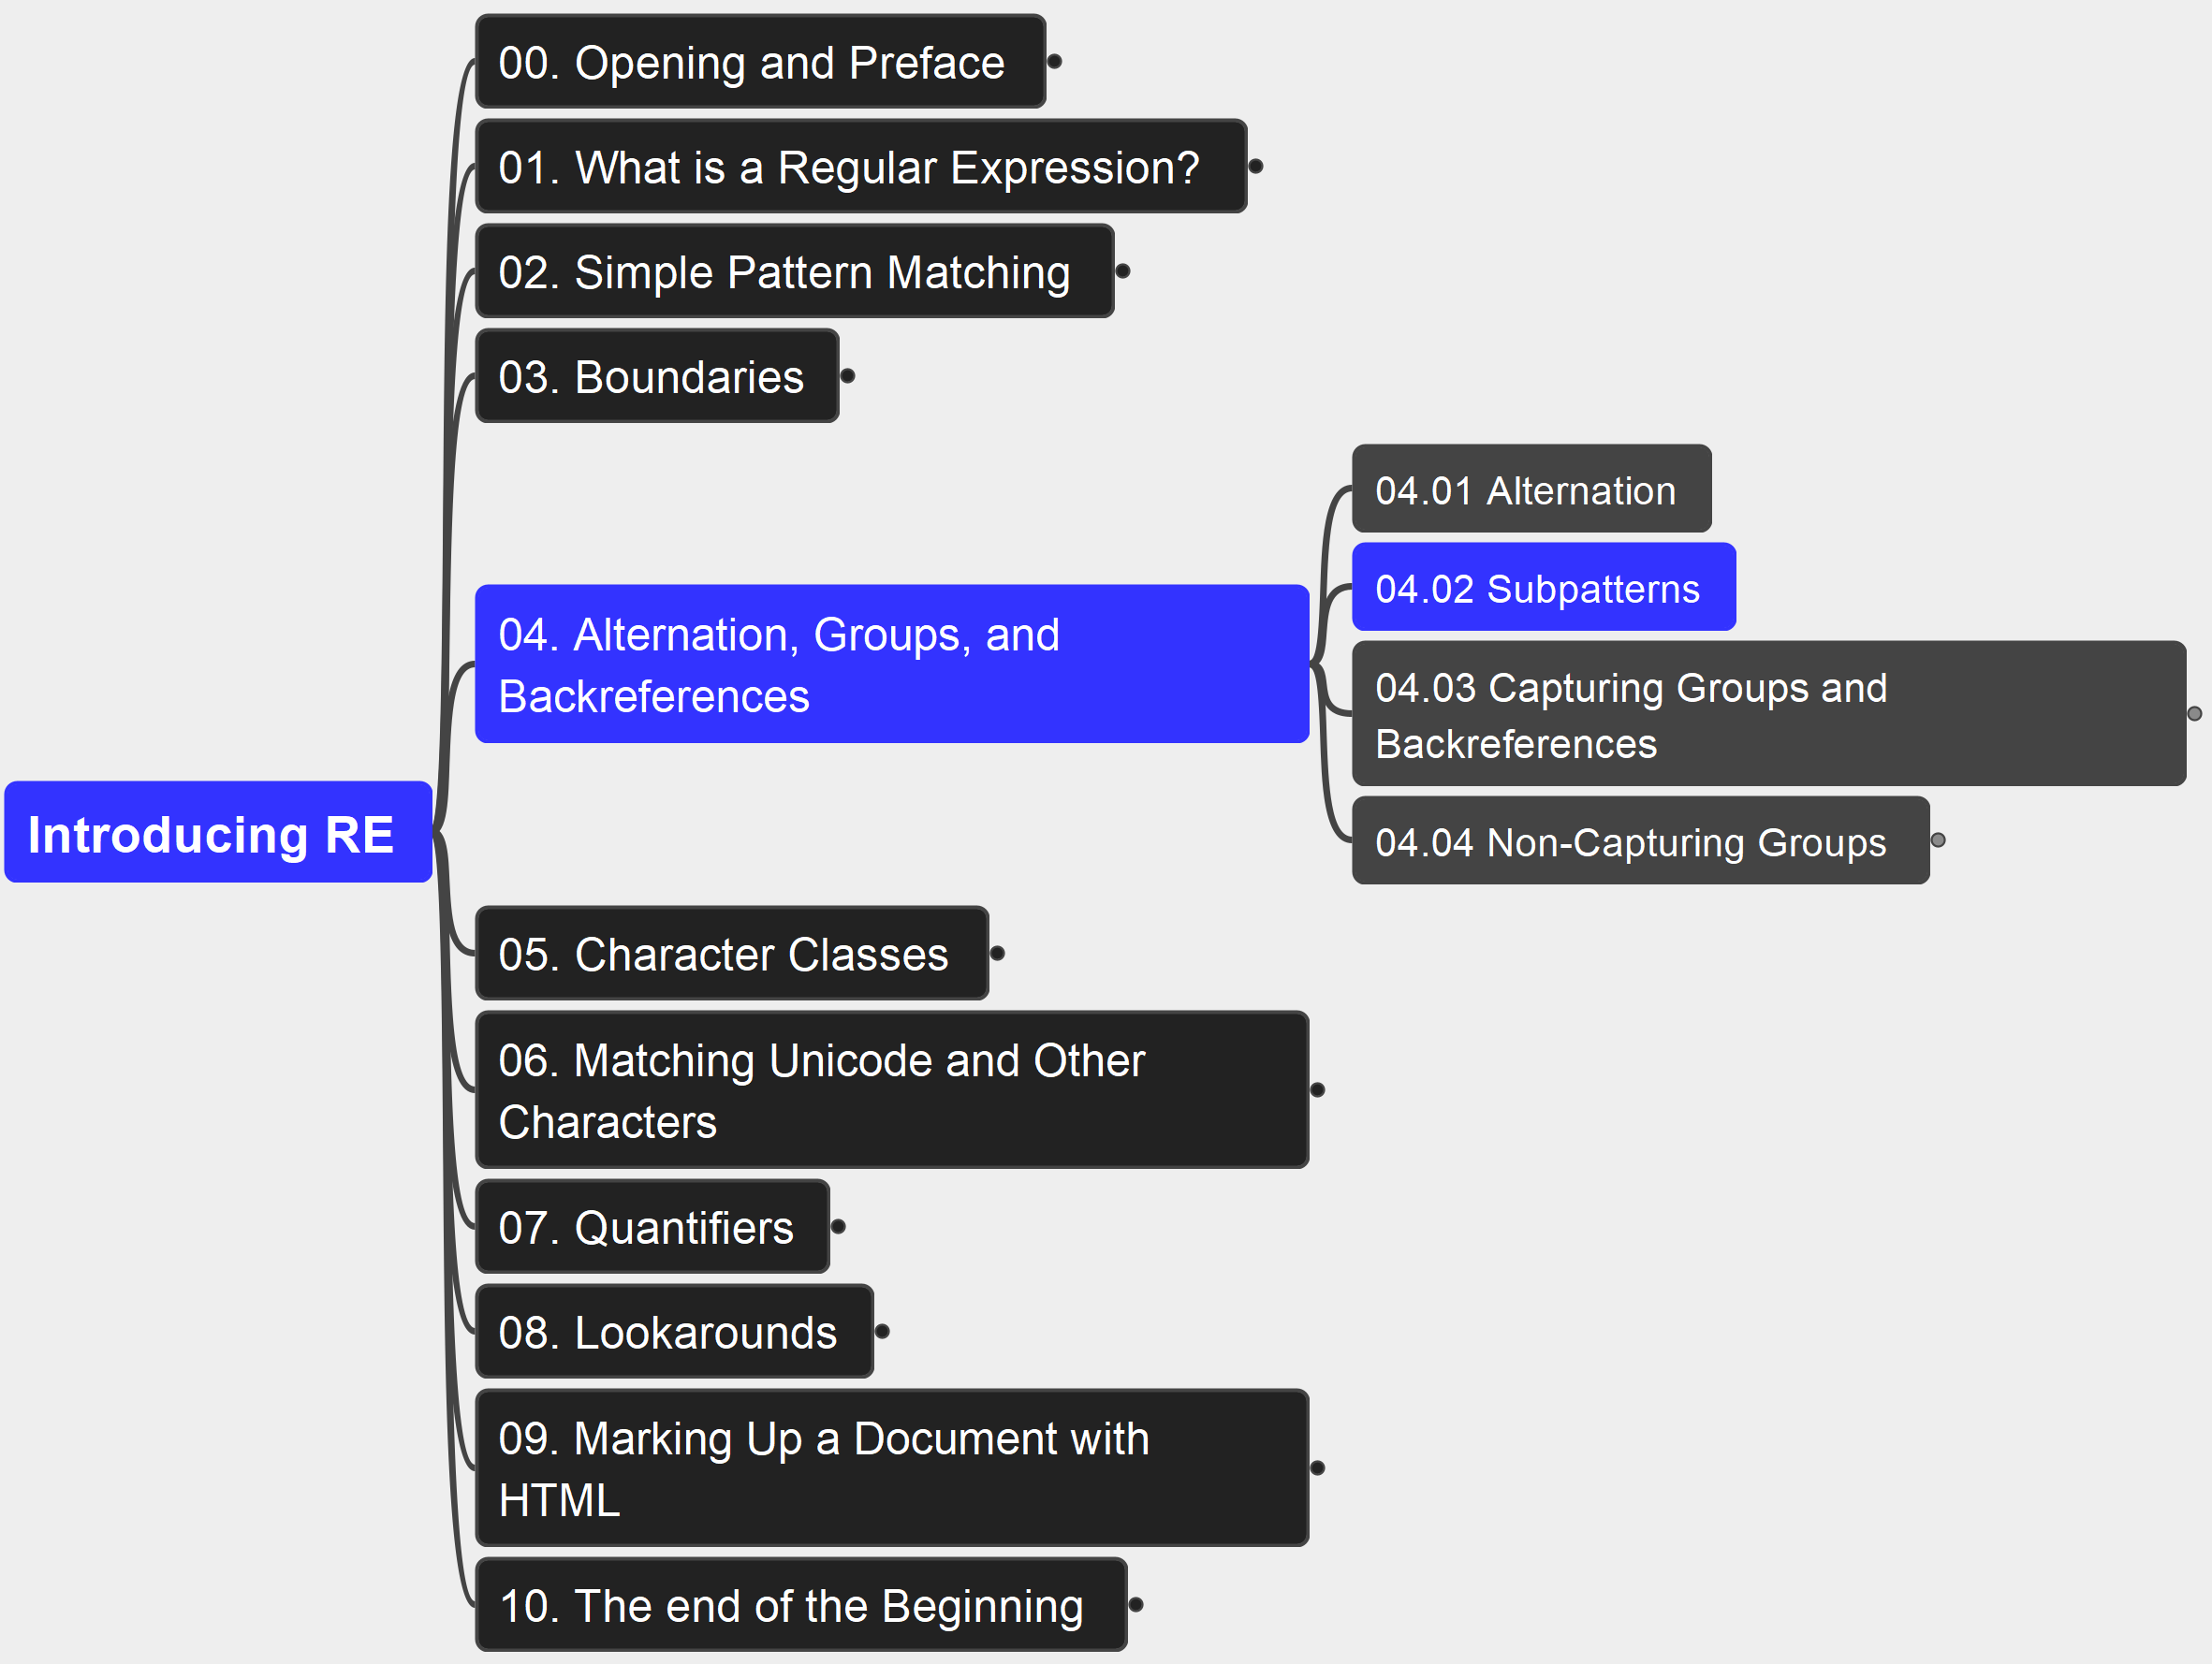 00. Opening and Preface
01. What is a Regular Expression?
02. Simple Pattern Matching
03. Boundaries
04.01 Alternation
04.02 Subpatterns
04. Alternation, Groups, and
Backreferences
04.03 Capturing Groups and
Backreferences
04.04 Non-Capturing Groups
Introducing RE
05. Character Classes
06. Matching Unicode and Other
Characters
07. Quantifiers
08. Lookarounds
09. Marking Up a Document with
HTML
10. The end of the Beginning